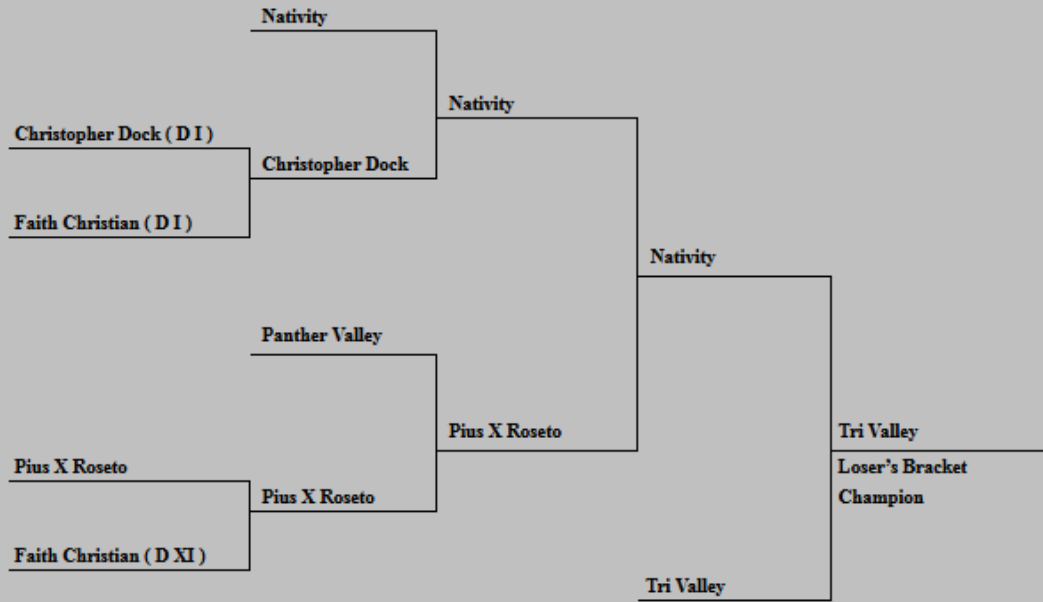 Nativity
Nativity
Christopher Dock ( D I )
Christopher Dock
Faith Christian ( D I )
Nativity
Panther Valley
Pius X Roseto
Tri Valley
Pius X Roseto
Loser's Bracket
Champion
Pius X Roseto
Faith Christian ( D XI )
Tri Valley